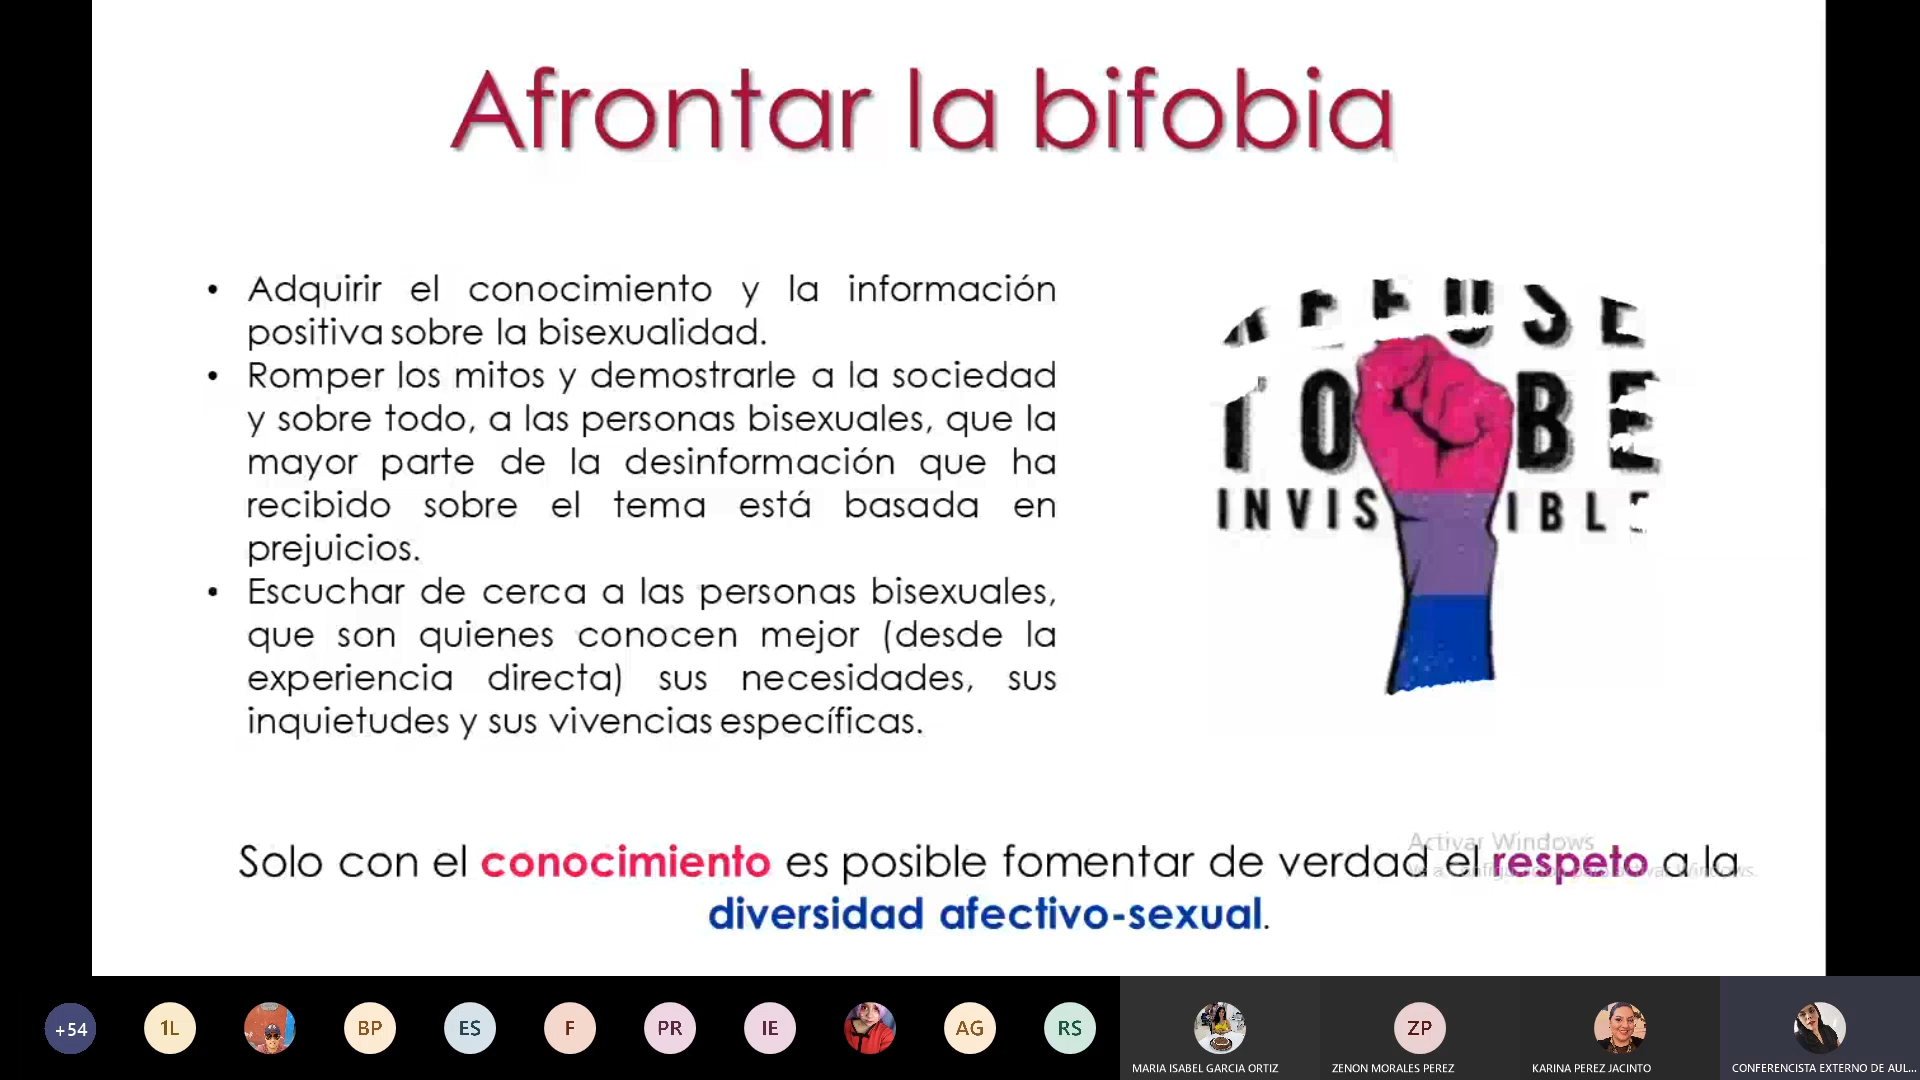 Afrontar la bifobia
• Adquirir el conocimiento y la información
positiva sobre la bisexualidad.
• Romper los mitos y demostrarle a la sociedad
y sobre todo, a las personas bisexuales, que la
mayor parte de la desinformación que ha
recibido sobre el tema está basada en
prejuicios.
• Escuchar de cerca a las personas bisexuales,
que son quienes conocen mejor (desde la
experiencia directa) sus necesidades, sus
inquietudes y sus vivencias específicas.
REFUSE
TO BE
INVISIBLE
Solo con el conocimiento es posible fomentar de verdad el respeto a la
diversidad afectivo-sexual.
Activar Windows
+54
1L
BP
ES
F
PR
IE
AG
RS
ZP
MARIA ISABEL GARCIA ORTIZ
ZENON MORALES PEREZ
KARINA PEREZ JACINTO
CONFERENCISTA EXTERNO DE AUL...